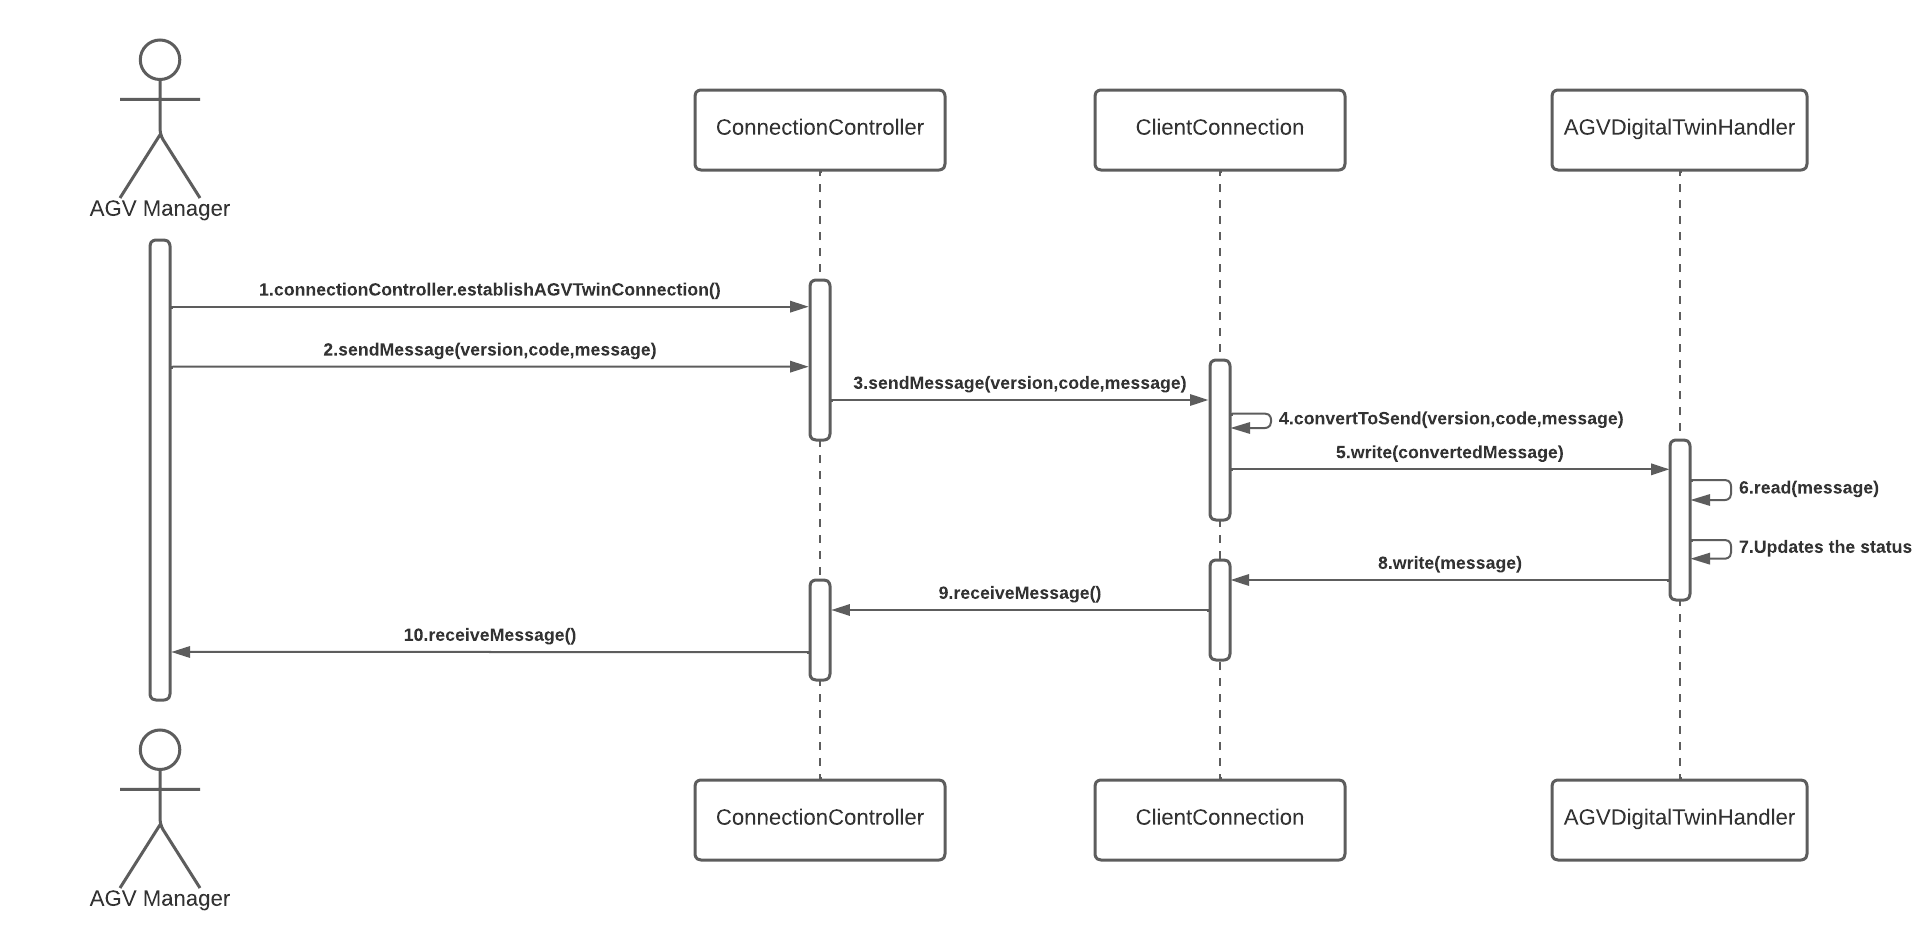 ConnectionController
ClientConnection
AGVDigitalTwinHandler
AGV Manager
1.connectionController.establishAGVTwinConnection()
2.sendMessage(version,code,message)
3.sendMessage(version,code,message)
4.convertToSend(version,code,message)
5.write(convertedMessage)
6.read(message)
7.Updates the status
8.write(message)
9.receiveMessage()
10.receiveMessage()
ConnectionController
ClientConnection
AGVDigitalTwinHandler
AGV Manager